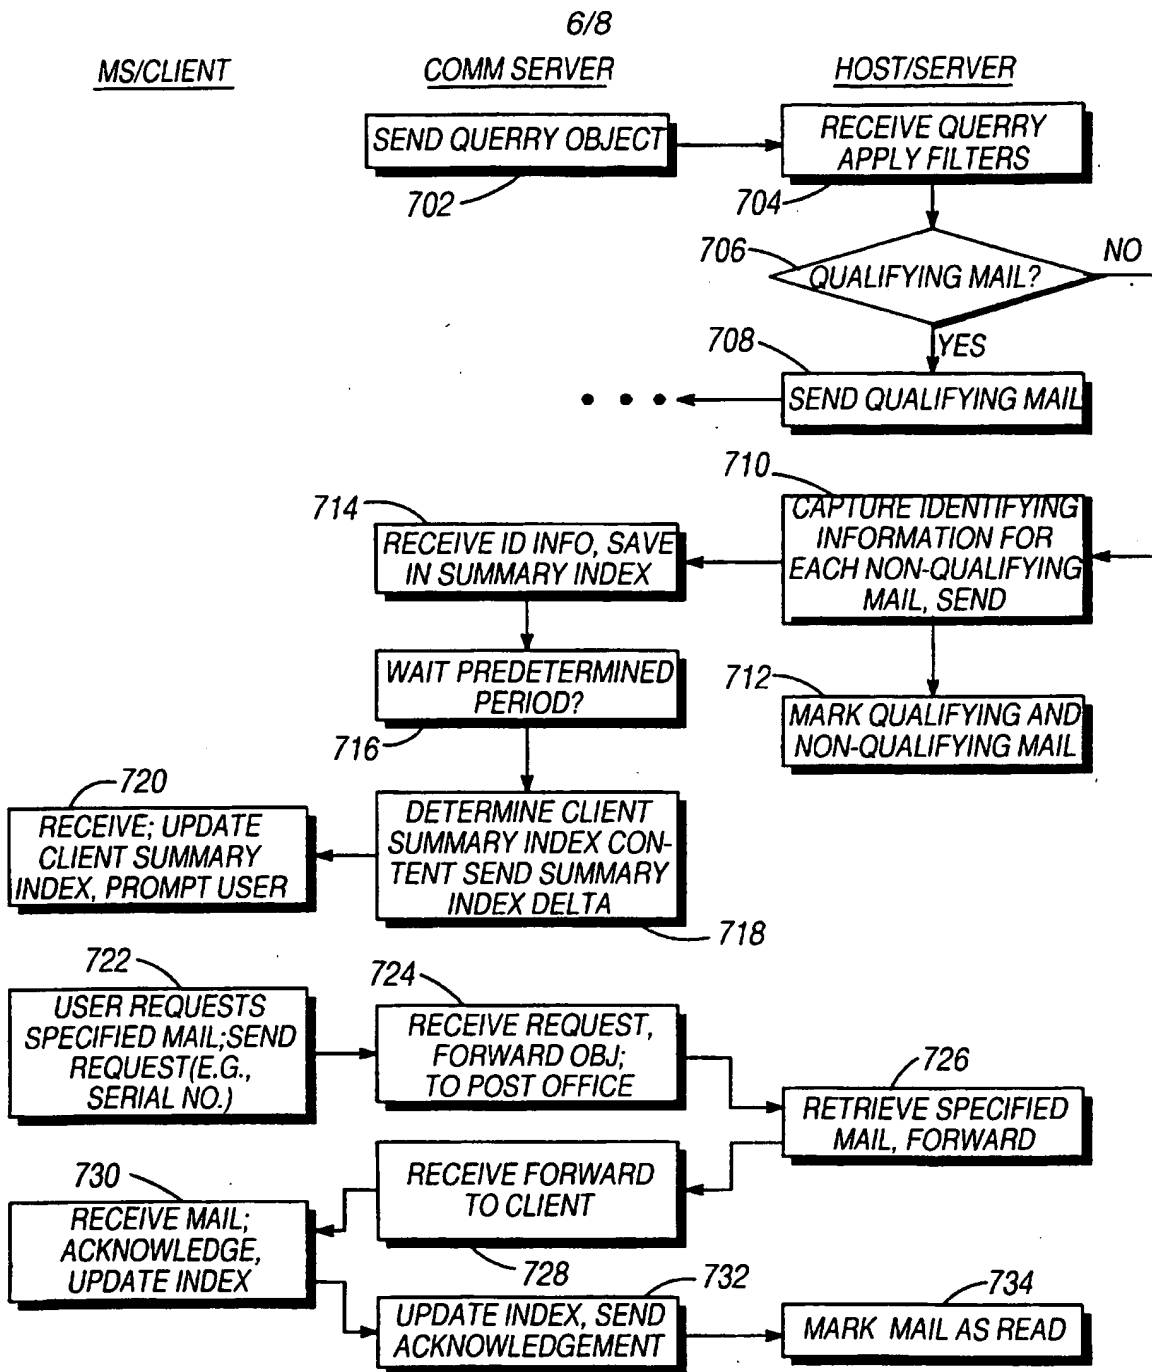 6/8
MS/CLIENT
COMM SERVER
HOST/SERVER
SEND QUERRY OBJECT
702
RECEIVE QUERRY
APPLY FILTERS
704
706
QUALIFYING MAIL?
NO
YES
708
SEND QUALIFYING MAIL
710
CAPTURE IDENTIFYING
INFORMATION FOR
EACH NON-QUALIFYING
MAIL, SEND
714
RECEIVE ID INFO, SAVE
IN SUMMARY INDEX
712
MARK QUALIFYING AND
NON-QUALIFYING MAIL
WAIT PREDETERMINED
PERIOD?
716
DETERMINE CLIENT
SUMMARY INDEX CON-
TENT SEND SUMMARY
INDEX DELTA
718
720
RECEIVE; UPDATE
CLIENT SUMMARY
INDEX, PROMPT USER
722
USER REQUESTS
SPECIFIED MAIL;SEND
REQUEST(E.G.,
SERIAL NO.)
724
RECEIVE REQUEST,
FORWARD OBJ;
TO POST OFFICE
726
RETRIEVE SPECIFIED
MAIL, FORWARD
RECEIVE FORWARD
TO CLIENT
728
730
RECEIVE MAIL;
ACKNOWLEDGE,
UPDATE INDEX
732
UPDATE INDEX, SEND
ACKNOWLEDGEMENT
734
MARK MAIL AS READ